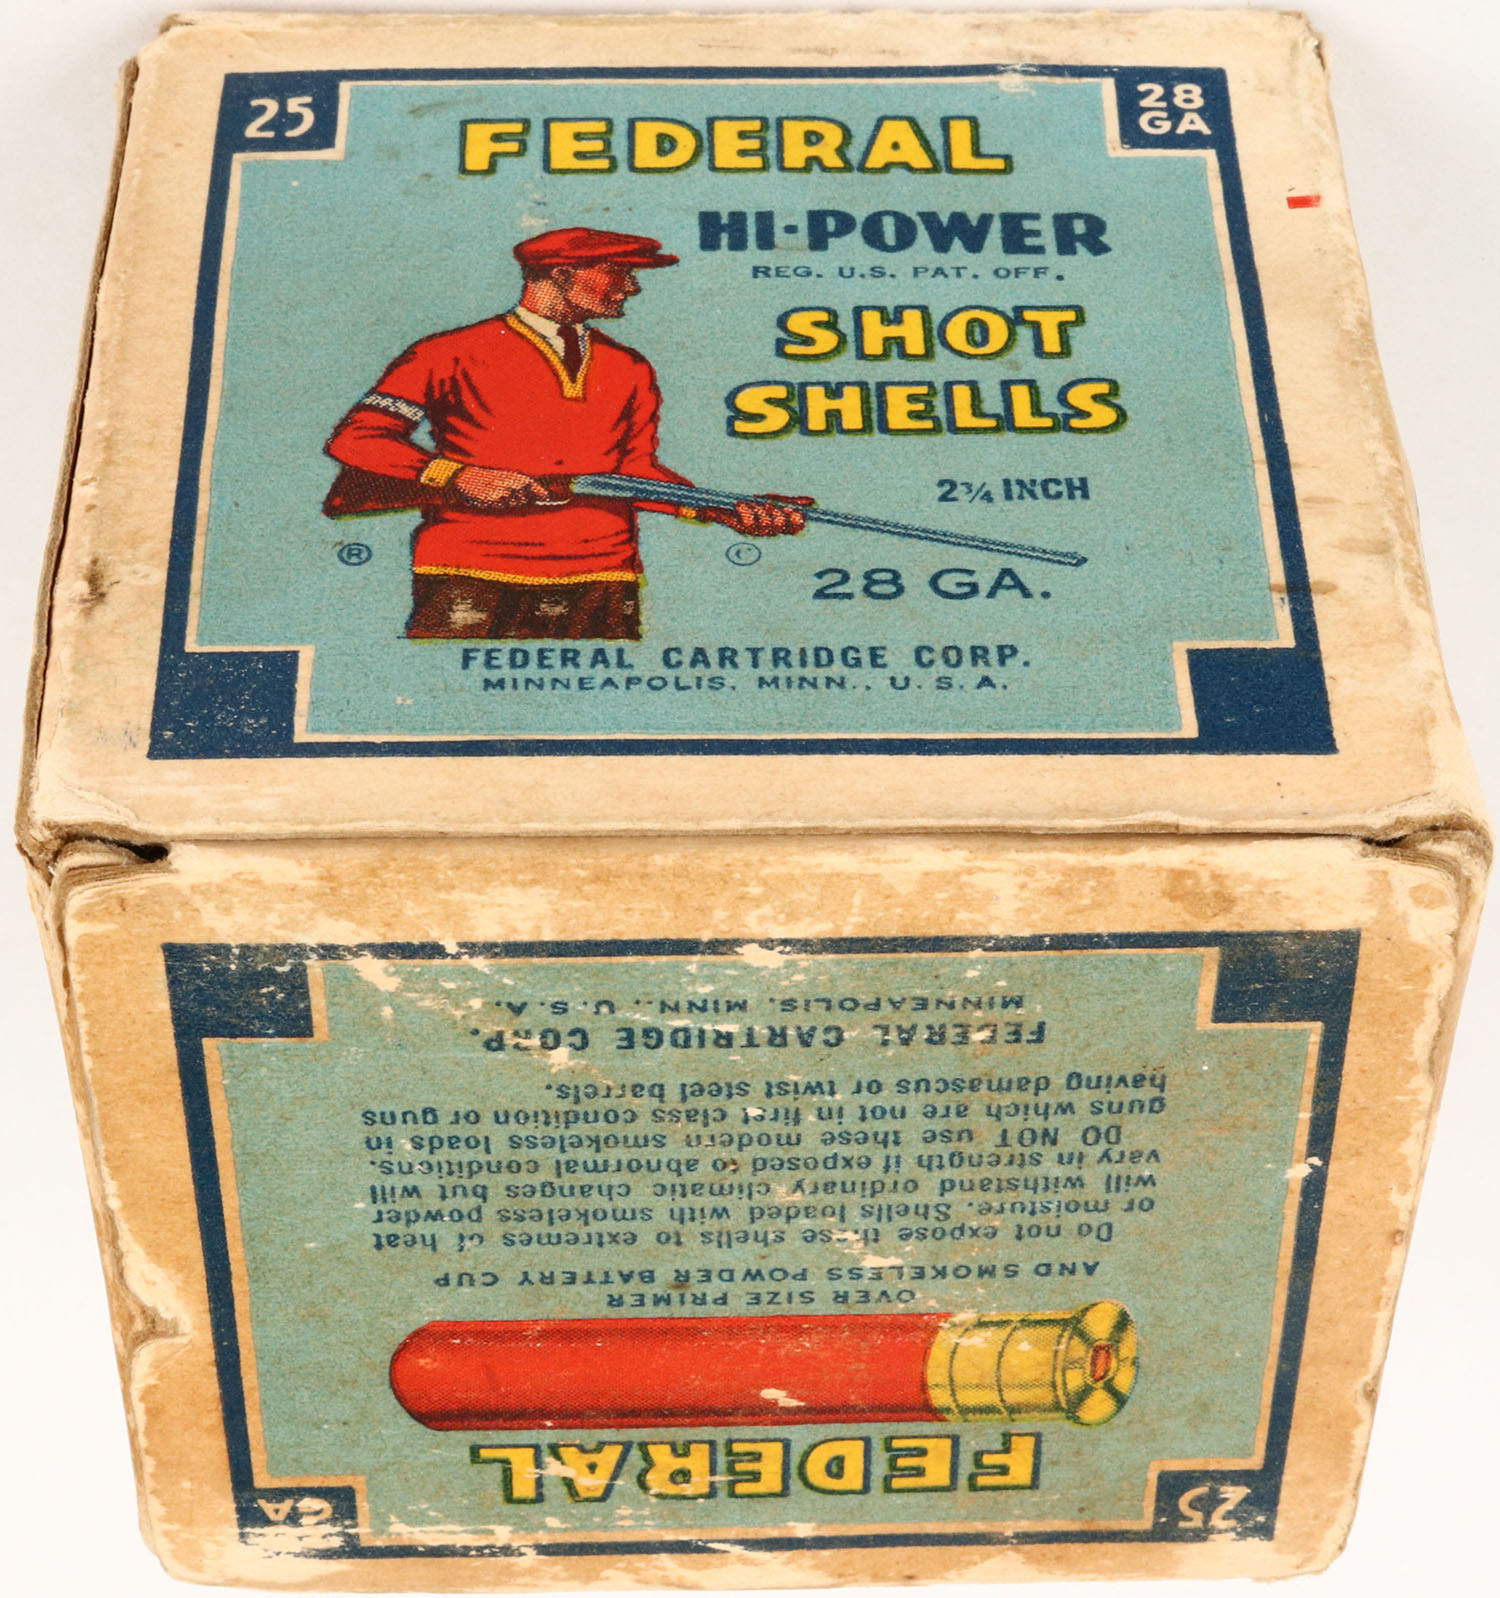 25
28
GA
FEDERAL
HI-POWER
REG. U.S. PAT. OFF.
SHOT
SHELLS
2¾ INCH
®
©
28 GA.
FEDERAL CARTRIDGE CORP.
MINNEAPOLIS, MINN., U.S.A.
25
GA
FEDERAL
OVER SIZE PRIMER
AND SMOKELESS POWDER BATTERY CUP
Do not expose these shells to extremes of heat
or moisture. Shells loaded with smokeless powder
will withstand ordinary climatic changes but will
vary in strength if exposed to abnormal conditions.
DO NOT use these modern smokeless loads in
guns which are not in first class condition or guns
having damascus or twist steel barrels.
FEDERAL CARTRIDGE CORP.
MINNEAPOLIS, MINN., U.S.A.